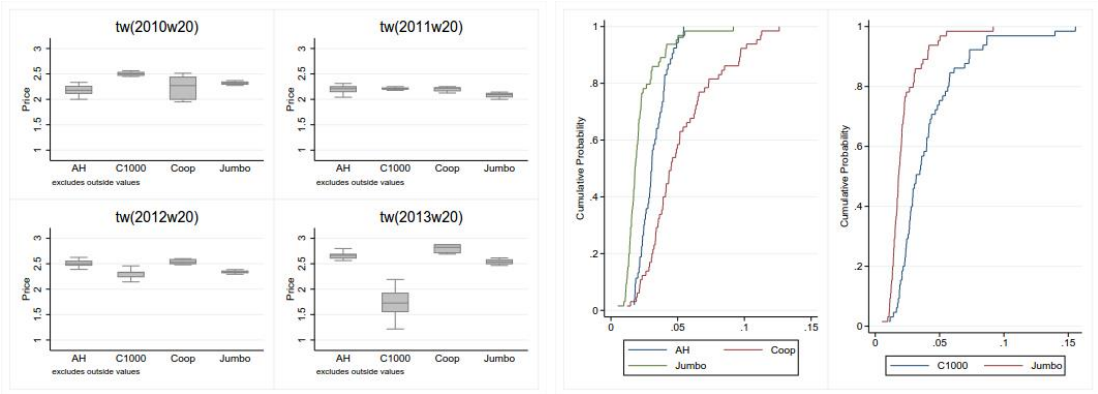 tw(2010w20)
3
2.5
2
1.5
1
Price
AH C1000 Coop Jumbo
excludes outside values
tw(2011w20)
3
2.5
2
1.5
1
Price
AH C1000 Coop Jumbo
excludes outside values
tw(2012w20)
3
2.5
2
1.5
1
Price
AH C1000 Coop Jumbo
excludes outside values
tw(2013w20)
3
2.5
2
1.5
1
Price
AH C1000 Coop Jumbo
excludes outside values
1
.8
.6
.4
.2
0
Cumulative Probability
0 .05 .1 .15
AH Coop
Jumbo
1
.8
.6
.4
.2
0
Cumulative Probability
0 .05 .1 .15
C1000 Jumbo